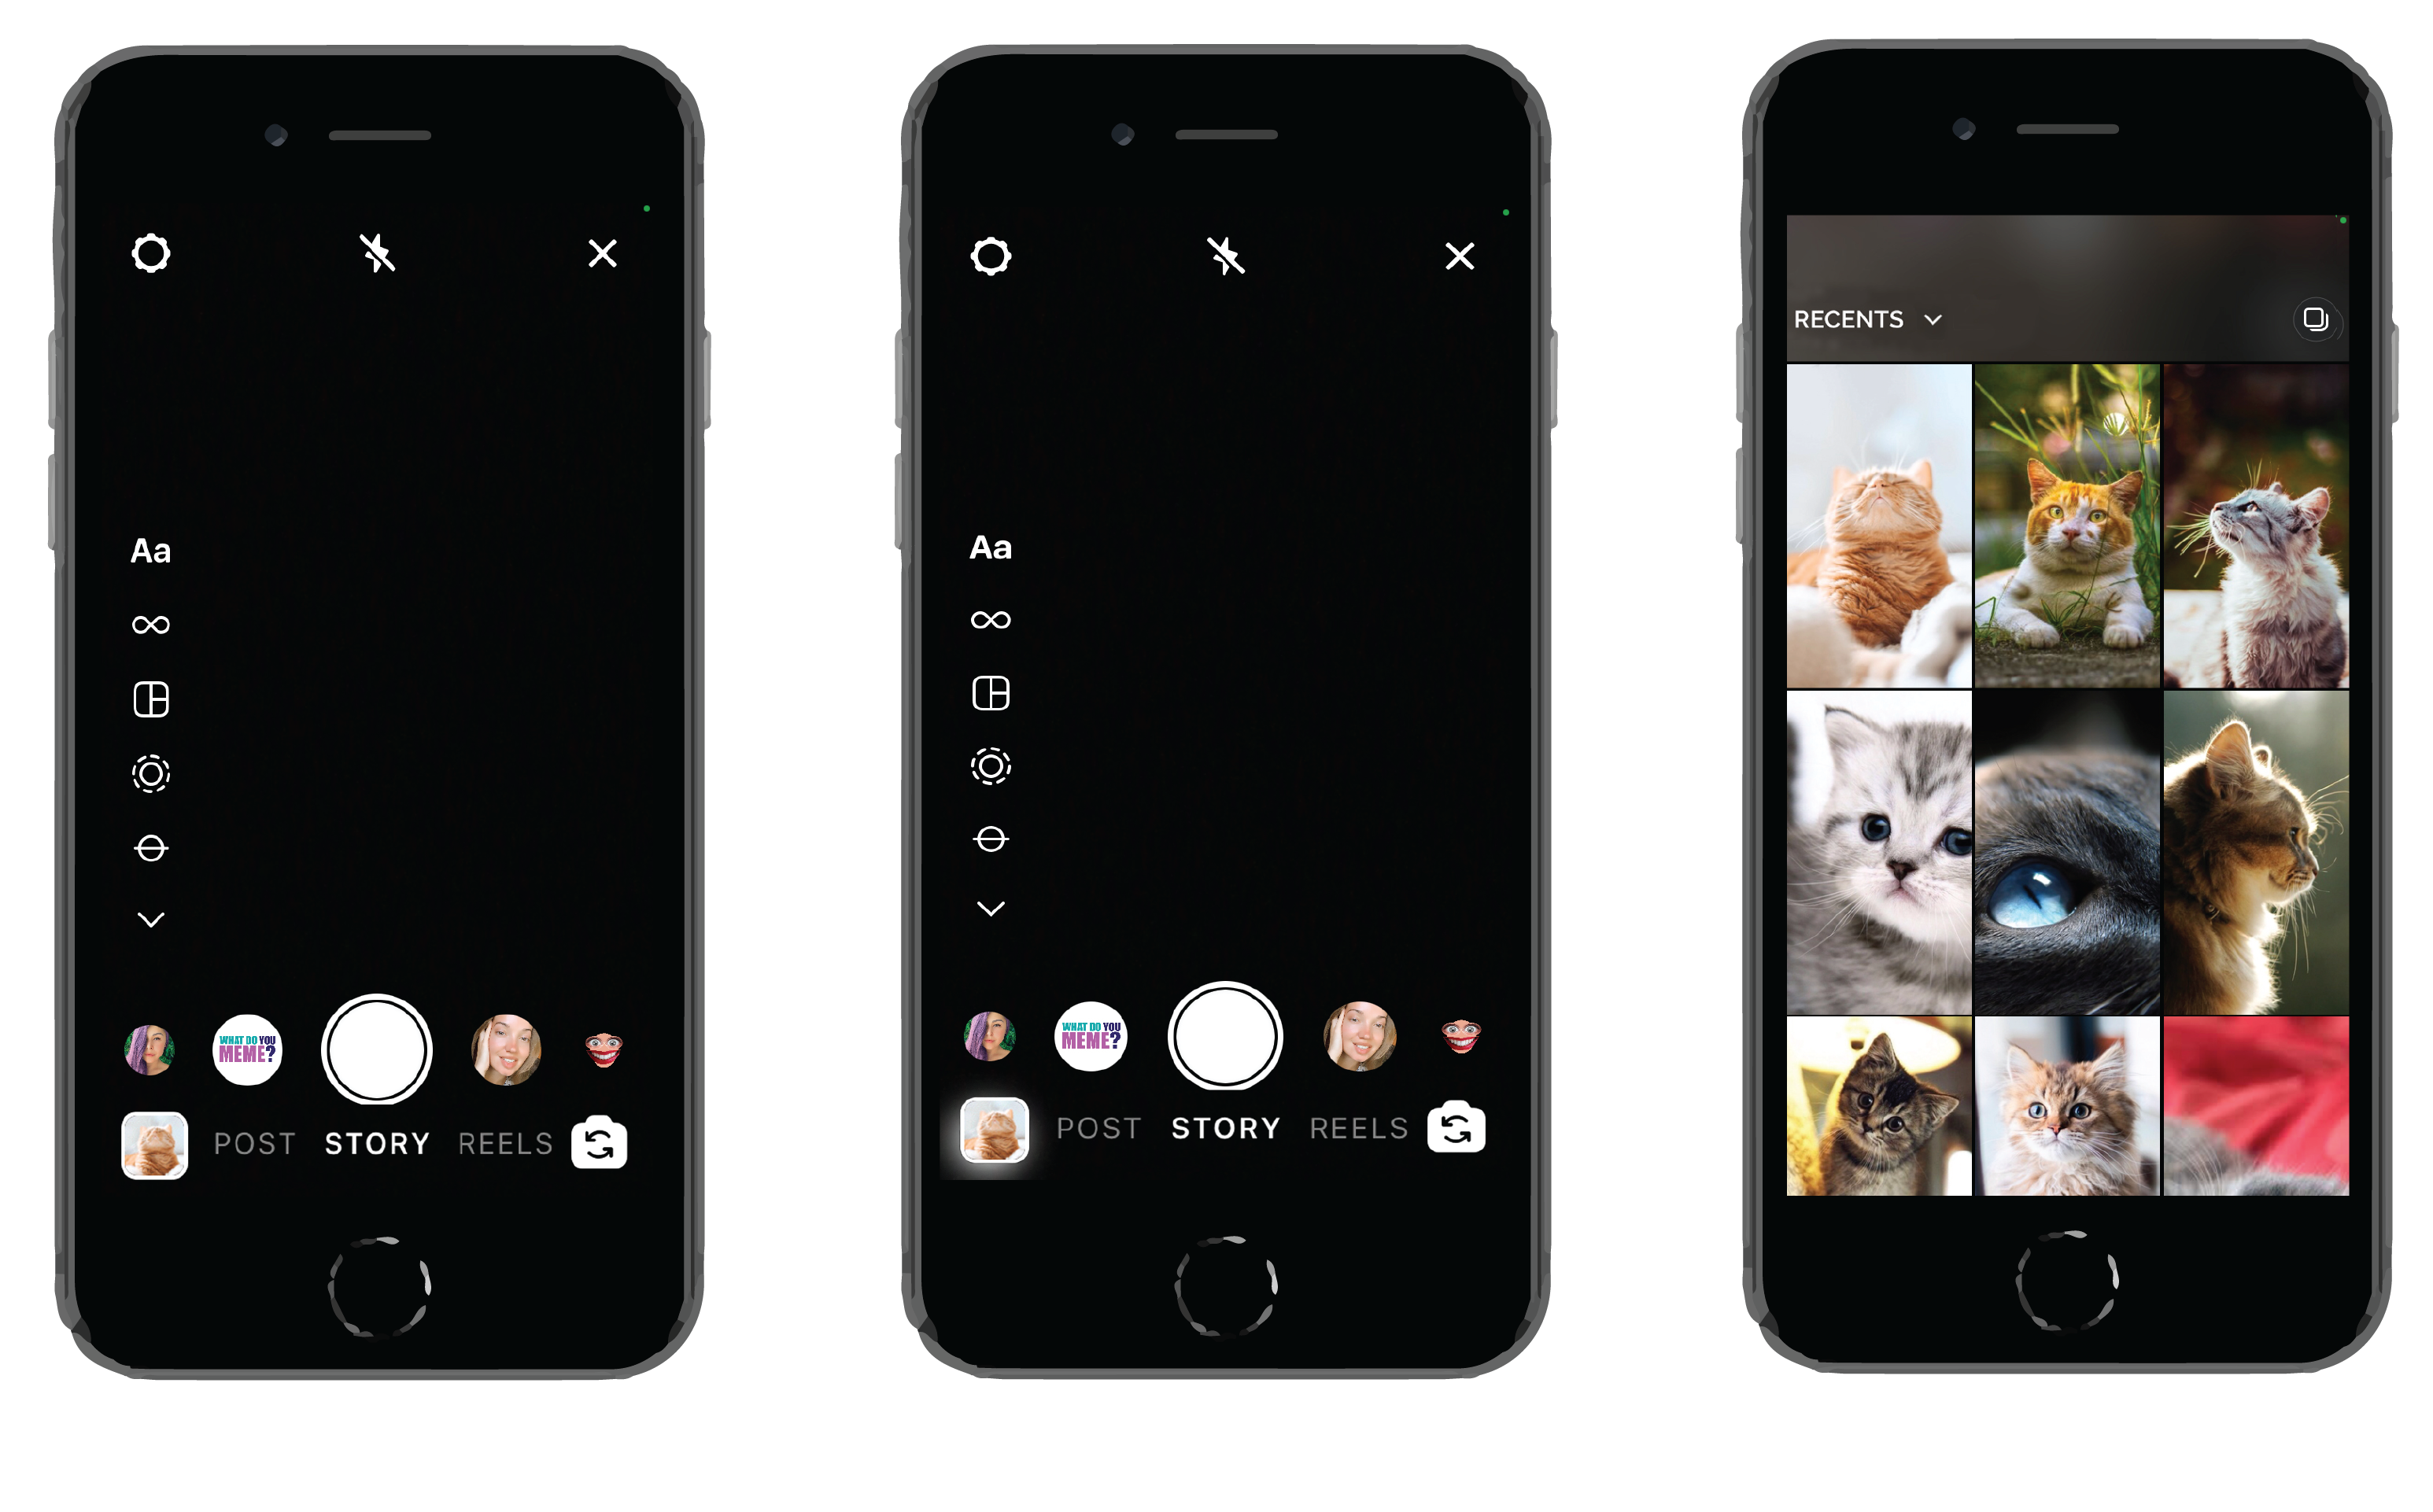 Aa
WHAT DO YOU
MEME?
POST STORY REELS
Aa
WHAT DO YOU
MEME?
POST STORY REELS
RECENTS